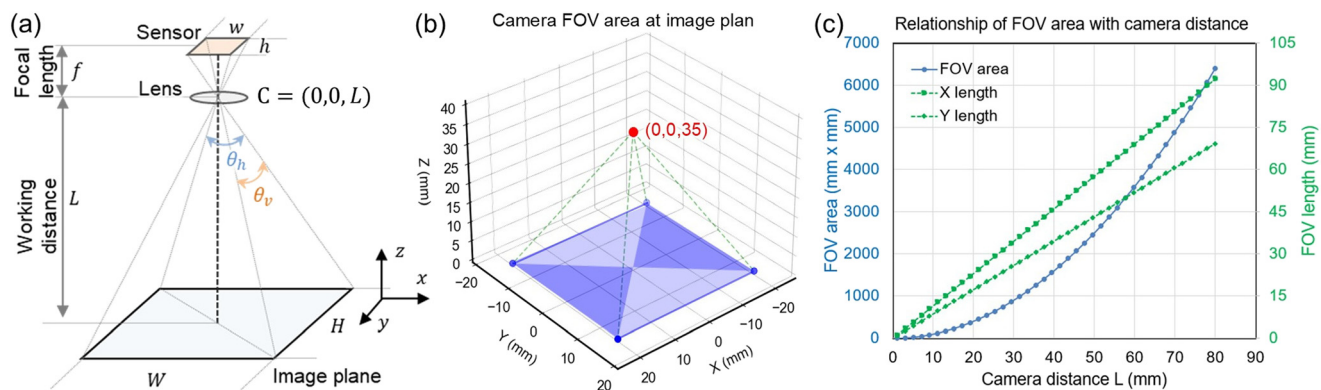 (a)
Sensor
w
h
Focal
length
f
Lens
C = (0,0, L)
θh
θv
Working
distance
L
z
x
y
H
W
Image plane
(b)
Camera FOV area at image plan
(0,0,35)
Z (mm)
40
35
30
25
20
15
10
5
0
−20
−10
0
10
20
Y (mm)
20
10
0
−10
−20
X (mm)
(c)
Relationship of FOV area with camera distance
FOV area
X length
Y length
FOV area (mm x mm)
7000
6000
5000
4000
3000
2000
1000
0
105
90
75
60
45
30
15
0
FOV length (mm)
0 10 20 30 40 50 60 70 80 90
Camera distance L (mm)